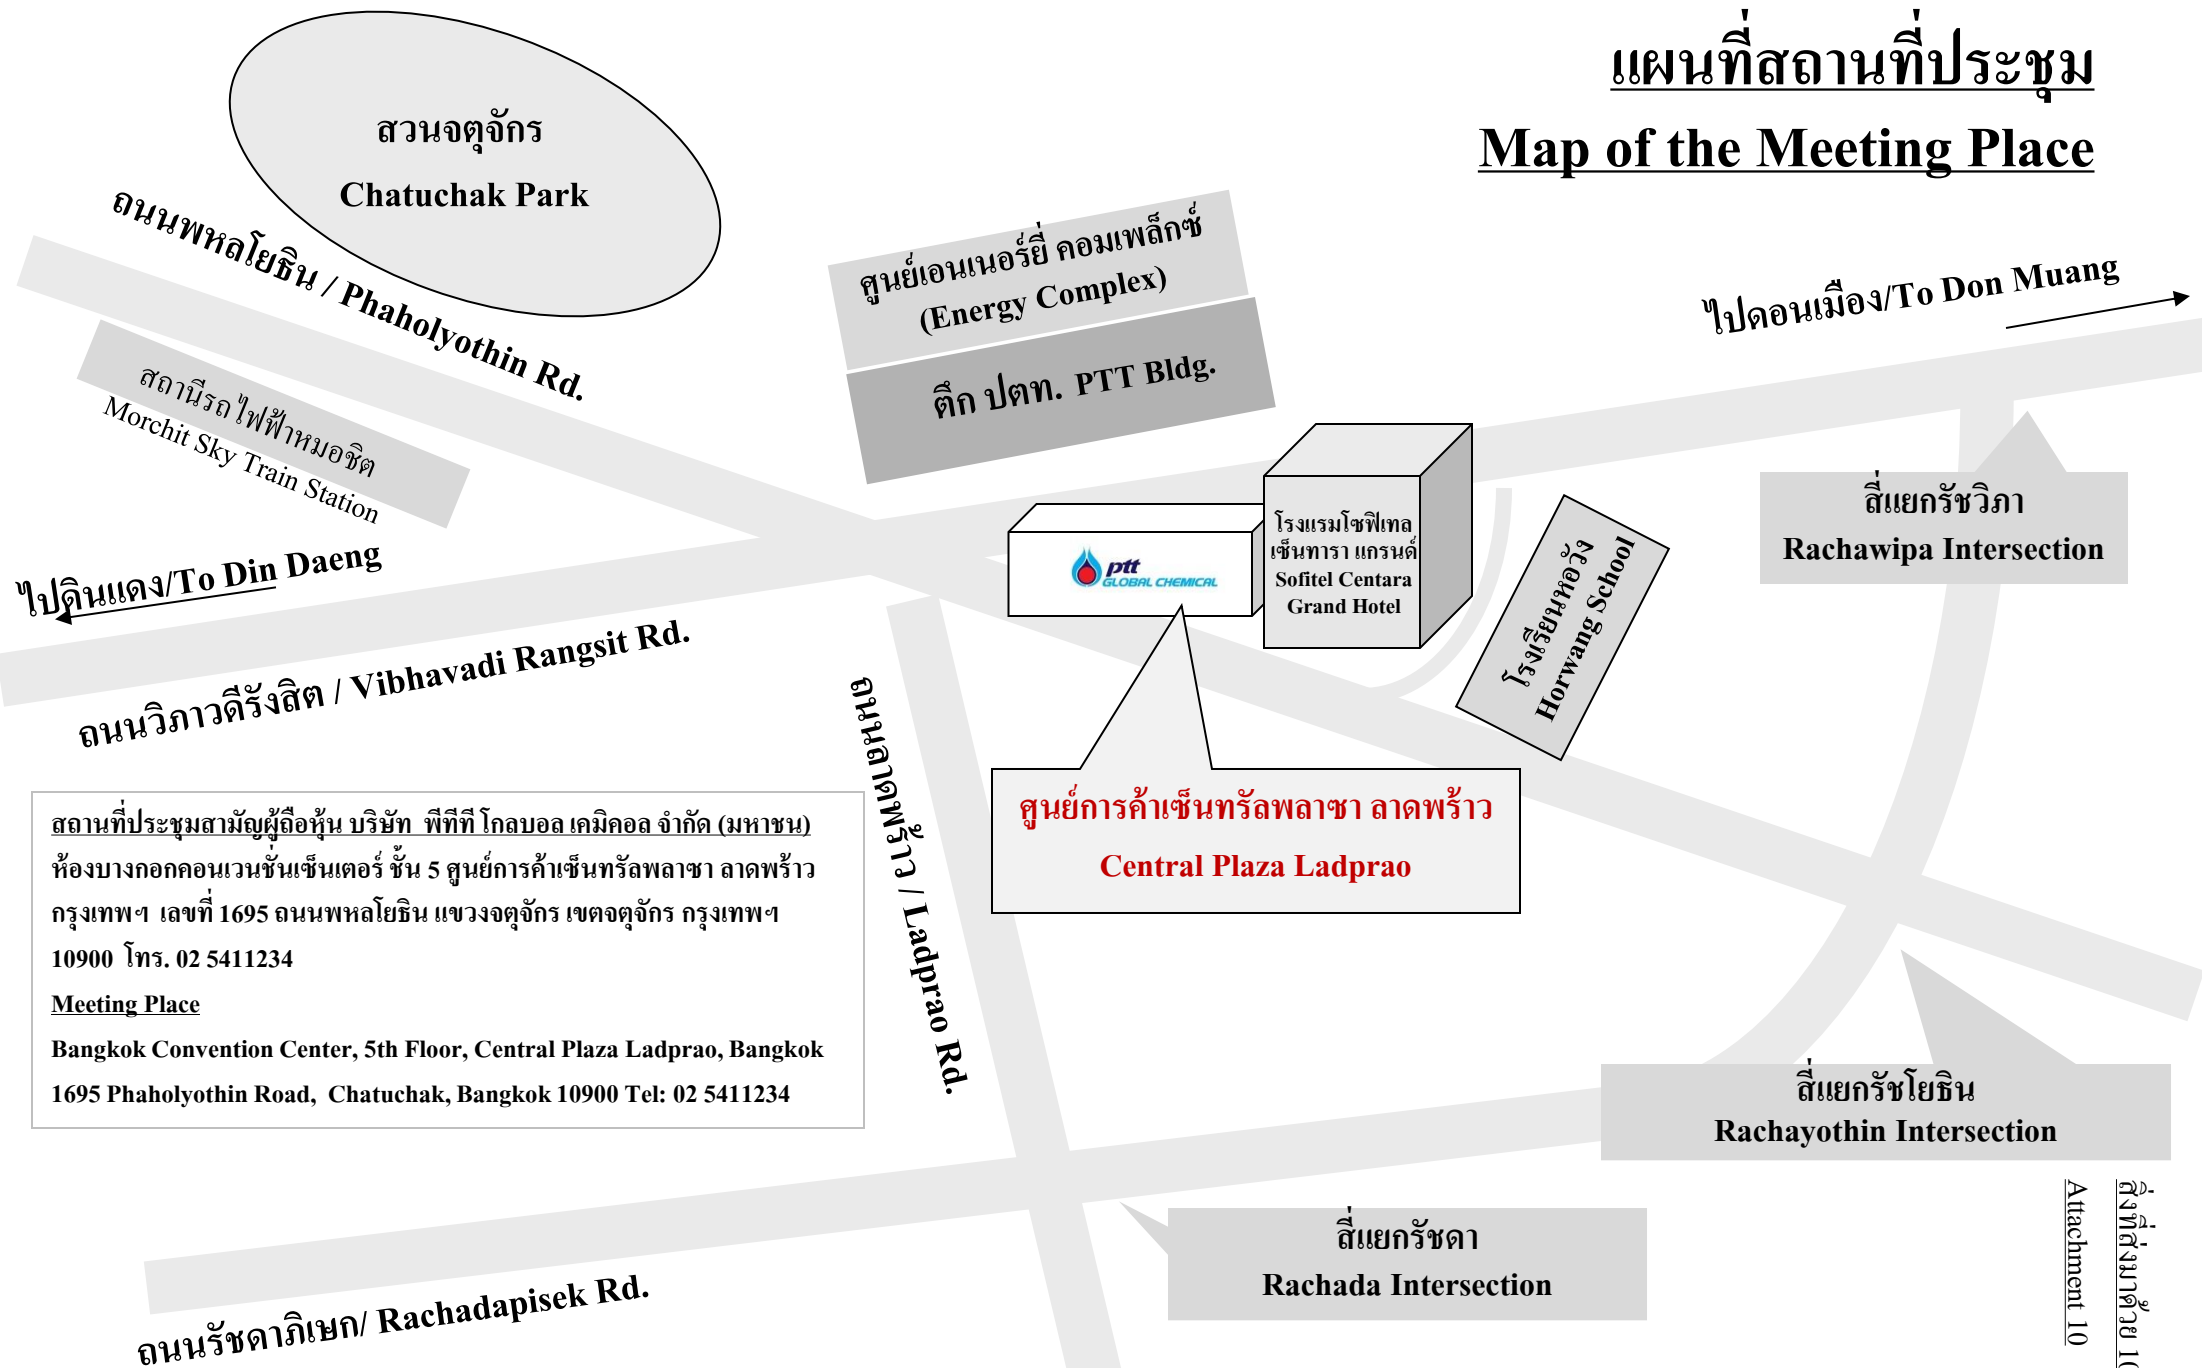 แผนที่สถานที่ประชุม
Map of the Meeting Place
สวนจตุจักร
Chatuchak Park
ถนนพหลโยธิน / Phaholyothin Rd.
ศูนย์เอนเนอร์ยี่ คอมเพล็กซ์
(Energy Complex)
ตึก ปตท. PTT Bldg.
ไปดอนเมือง/To Don Muang
สถานีรถไฟฟ้าหมอชิต
Morchit Sky Train Station
สี่แยกรัชวิภา
Rachawipa Intersection
โรงแรมโซฟิเทล
เซ็นทารา แกรนด์
Sofitel Centara
Grand Hotel
ptt
GLOBAL CHEMICAL
โรงเรียนหอวัง
Horwang School
ไปดินแดง/To Din Daeng
ถนนวิภาวดีรังสิต / Vibhavadi Rangsit Rd.
ถนนลาดพร้าว / Ladprao Rd.
ศูนย์การค้าเซ็นทรัลพลาซา ลาดพร้าว
Central Plaza Ladprao
สถานที่ประชุมสามัญผู้ถือหุ้น บริษัท พีทีที โกลบอล เคมิคอล จำกัด (มหาชน)
ห้องบางกอกคอนเวนชั่นเซ็นเตอร์ ชั้น 5 ศูนย์การค้าเซ็นทรัลพลาซา ลาดพร้าว
กรุงเทพฯ เลขที่ 1695 ถนนพหลโยธิน แขวงจตุจักร เขตจตุจักร กรุงเทพฯ
10900 โทร. 02 5411234
Meeting Place
Bangkok Convention Center, 5th Floor, Central Plaza Ladprao, Bangkok
1695 Phaholyothin Road, Chatuchak, Bangkok 10900 Tel: 02 5411234
สี่แยกรัชโยธิน
Rachayothin Intersection
สี่แยกรัชดา
Rachada Intersection
ถนนรัชดาภิเษก/ Rachadapisek Rd.
สิ่งที่ส่งมาด้วย 10
Attachment 10